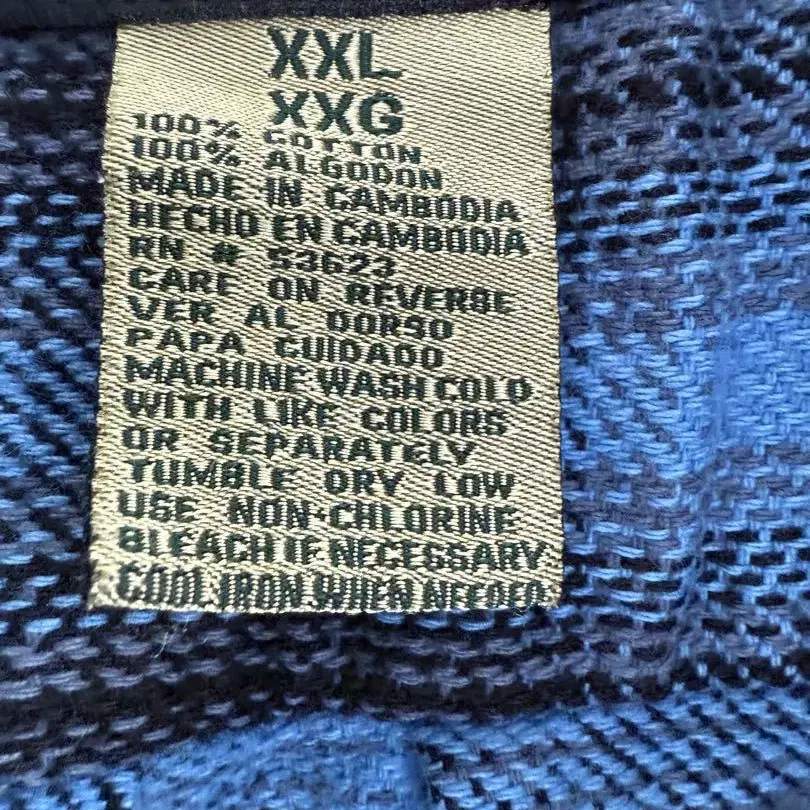 XXL
XXG
100% COTTON
100% ALGODON
MADE IN CAMBODIA
HECHO EN CAMBODIA
RN # 53623
CARE ON REVERSE
VER AL DORSO
PAPA CUIDADO
MACHINE WASH COLD
WITH LIKE COLORS
OR SEPARATELY
TUMBLE DRY LOW
USE NON-CHLORINE
BLEACH IF NECESSARY
COOL IRON WHEN NEEDED